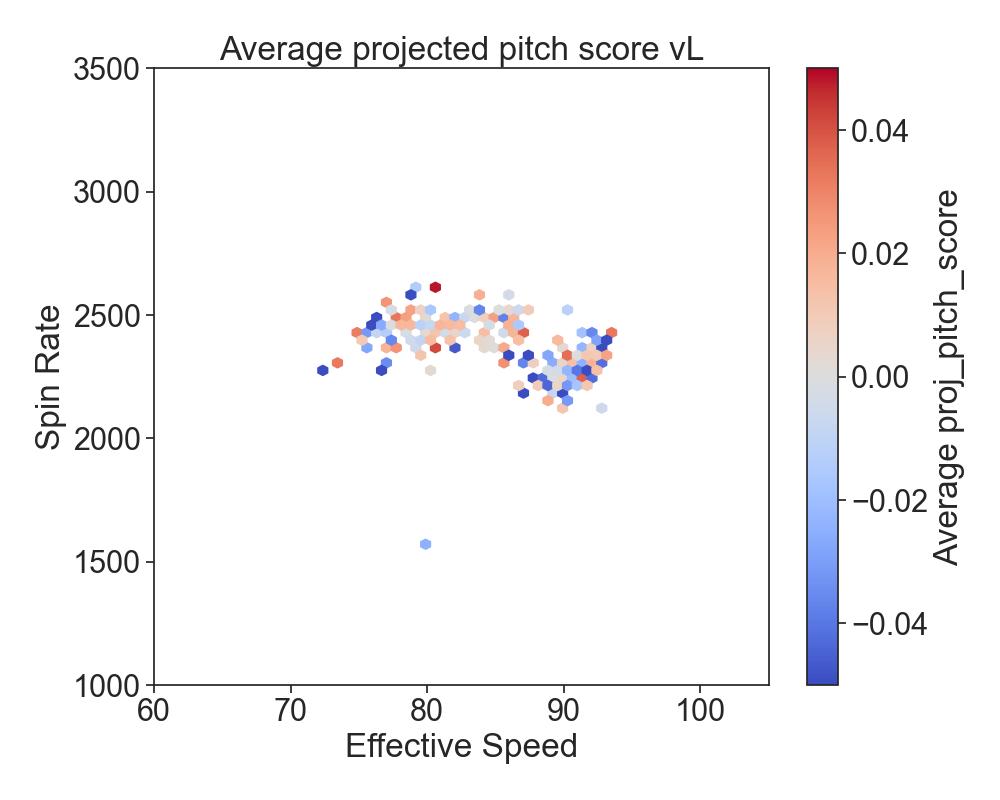 Average projected pitch score vL
3500
3000
2500
2000
1500
1000
Spin Rate
60 70 80 90 100
Effective Speed
0.04
0.02
0.00
−0.02
−0.04
Average proj_pitch_score